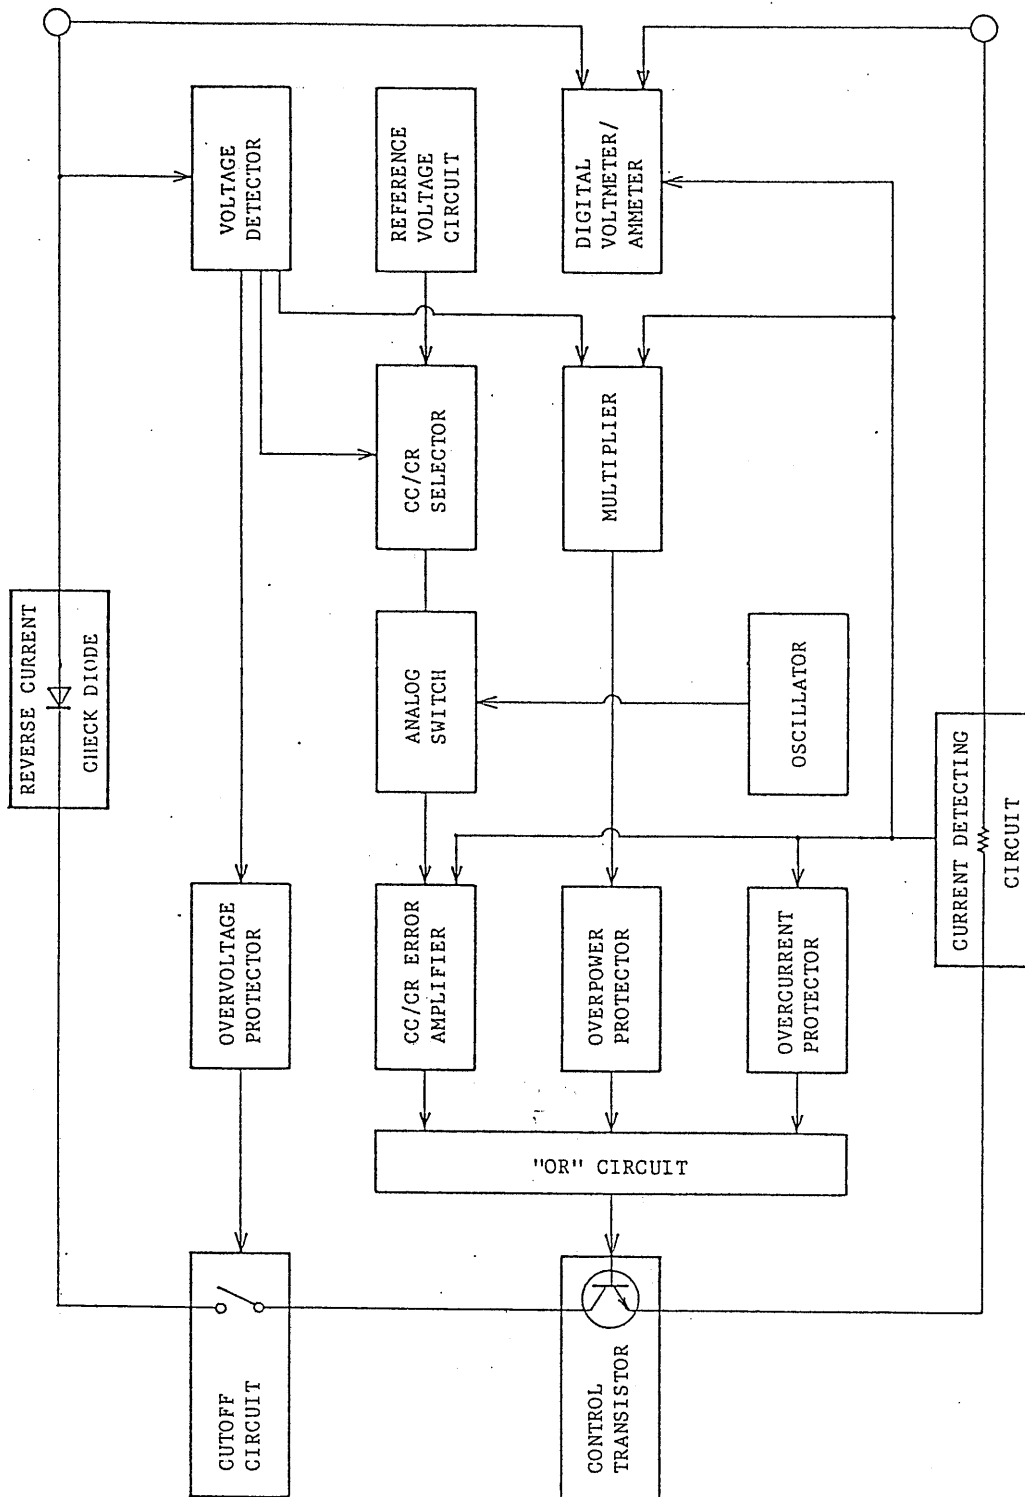 VOLTAGE
DETECTOR
REFERENCE
VOLTAGE
CIRCUIT
DIGITAL
VOLTMETER/
AMMETER
CC/CR
SELECTOR
MULTIPLIER
REVERSE CURRENT
CHECK DIODE
ANALOG
SWITCH
OSCILLATOR
CURRENT DETECTING
CIRCUIT
OVERVOLTAGE
PROTECTOR
CC/CR ERROR
AMPLIFIER
OVERPOWER
PROTECTOR
OVERCURRENT
PROTECTOR
"OR" CIRCUIT
CUTOFF
CIRCUIT
CONTROL
TRANSISTOR